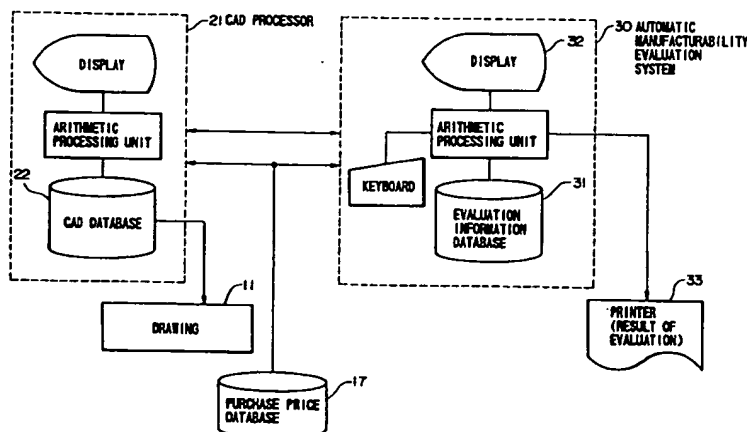 21 CAD PROCESSOR
DISPLAY
ARITHMETIC
PROCESSING UNIT
22
CAD DATABASE
11
DRAWING
17
PURCHASE PRICE
DATABASE
30 AUTOMATIC
MANUFACTURABILITY
EVALUATION
SYSTEM
32
DISPLAY
ARITHMETIC
PROCESSING UNIT
KEYBOARD
31
EVALUATION
INFORMATION
DATABASE
33
PRINTER
(RESULT OF
EVALUATION)